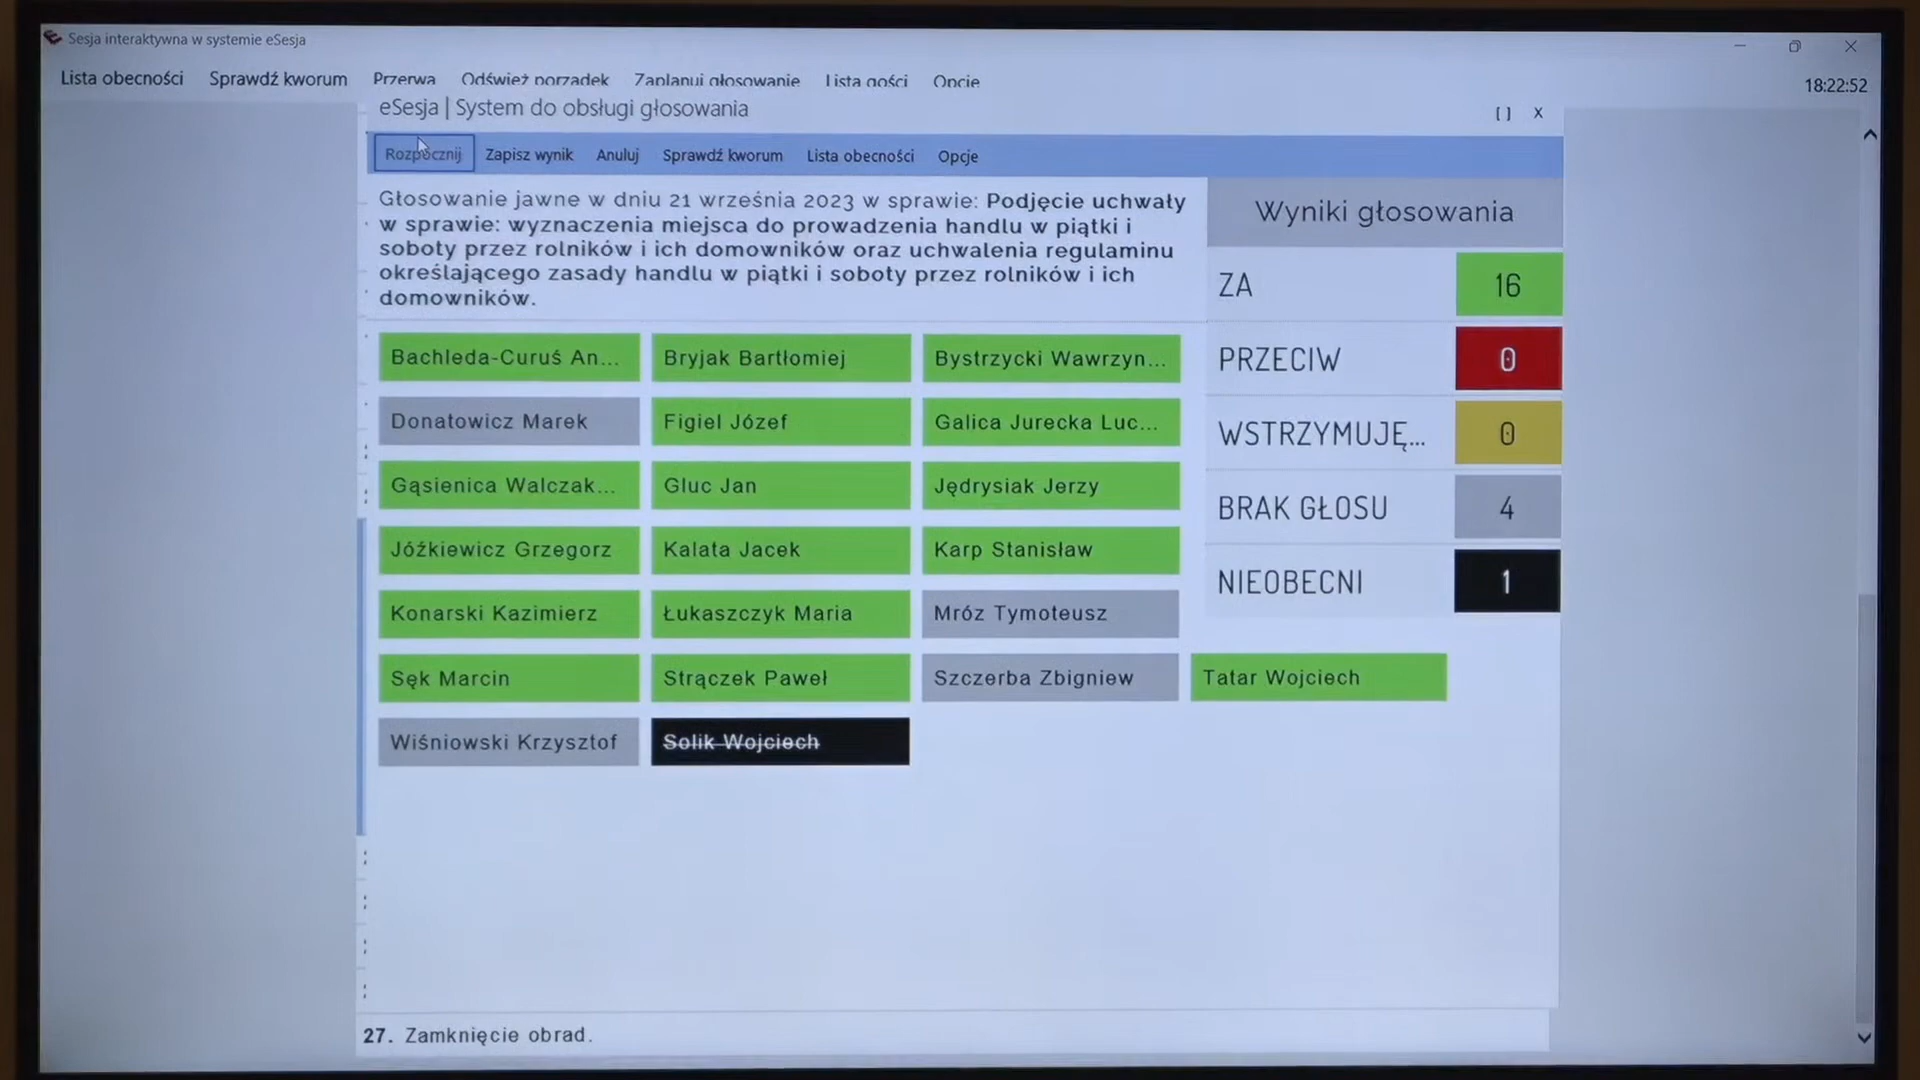 Sesja interaktywna w systemie eSesja
Lista obecności Sprawdź kworum Przerwa Odśwież porządek Zaplanuj głosowanie Lista gości Opcje
18:22:52
eSesja | System do obsługi głosowania
[ ] X
Rozpocznij Zapisz wynik Anuluj Sprawdź kworum Lista obecności Opcje
Głosowanie jawne w dniu 21 września 2023 w sprawie: Podjęcie uchwały
w sprawie: wyznaczenia miejsca do prowadzenia handlu w piątki i
soboty przez rolników i ich domowników oraz uchwalenia regulaminu
określającego zasady handlu w piątki i soboty przez rolników i ich
domowników.
Wyniki głosowania
ZA 16
PRZECIW 0
WSTRZYMUJĘ... 0
BRAK GŁOSU 4
NIEOBECNI 1
Bachleda-Curuś An... Bryjak Bartłomiej Bystrzycki Wawrzyn...
Donatowicz Marek Figiel Józef Galica Jurecka Luc...
Gąsienica Walczak... Gluc Jan Jędrysiak Jerzy
Jóźkiewicz Grzegorz Kalata Jacek Karp Stanisław
Konarski Kazimierz Łukaszczyk Maria Mróz Tymoteusz
Sęk Marcin Strączek Paweł Szczerba Zbigniew Tatar Wojciech
Wiśniowski Krzysztof Solik Wojciech
27. Zamknięcie obrad.